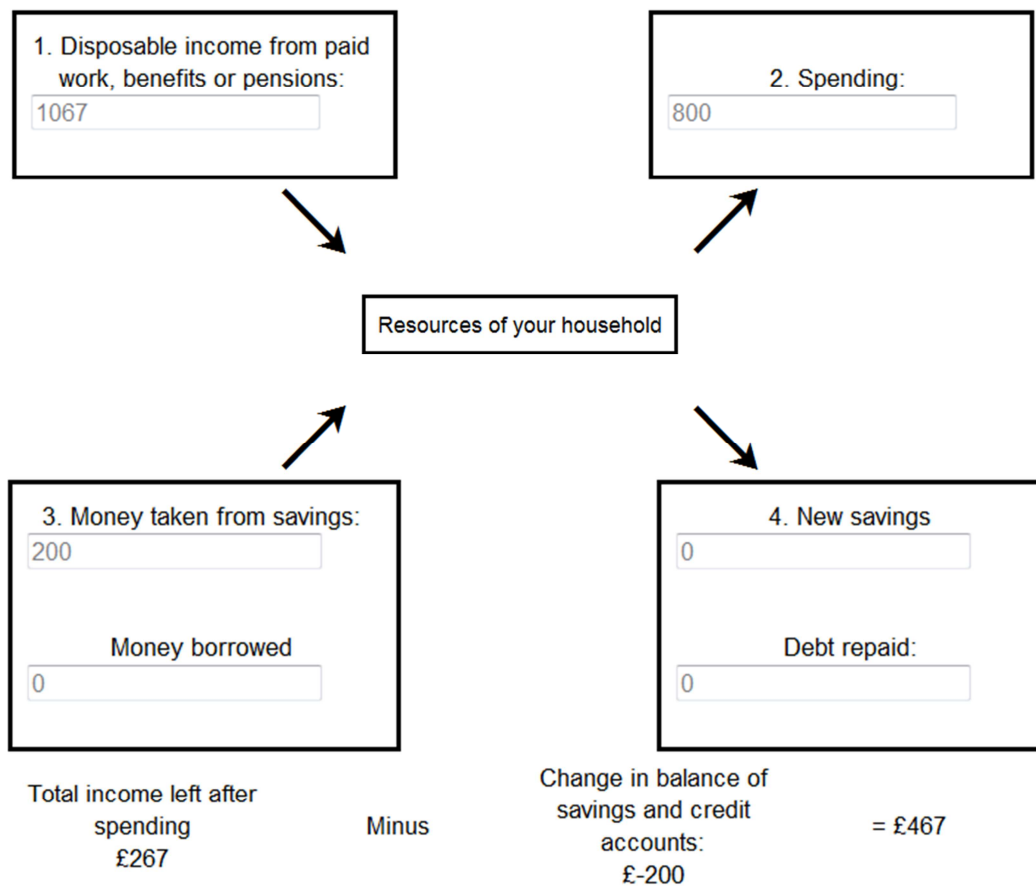 1. Disposable income from paid
work, benefits or pensions:
1067
2. Spending:
800
Resources of your household
3. Money taken from savings:
200
Money borrowed
0
4. New savings
0
Debt repaid:
0
Total income left after
spending
£267
Minus
Change in balance of
savings and credit
accounts:
£-200
= £467